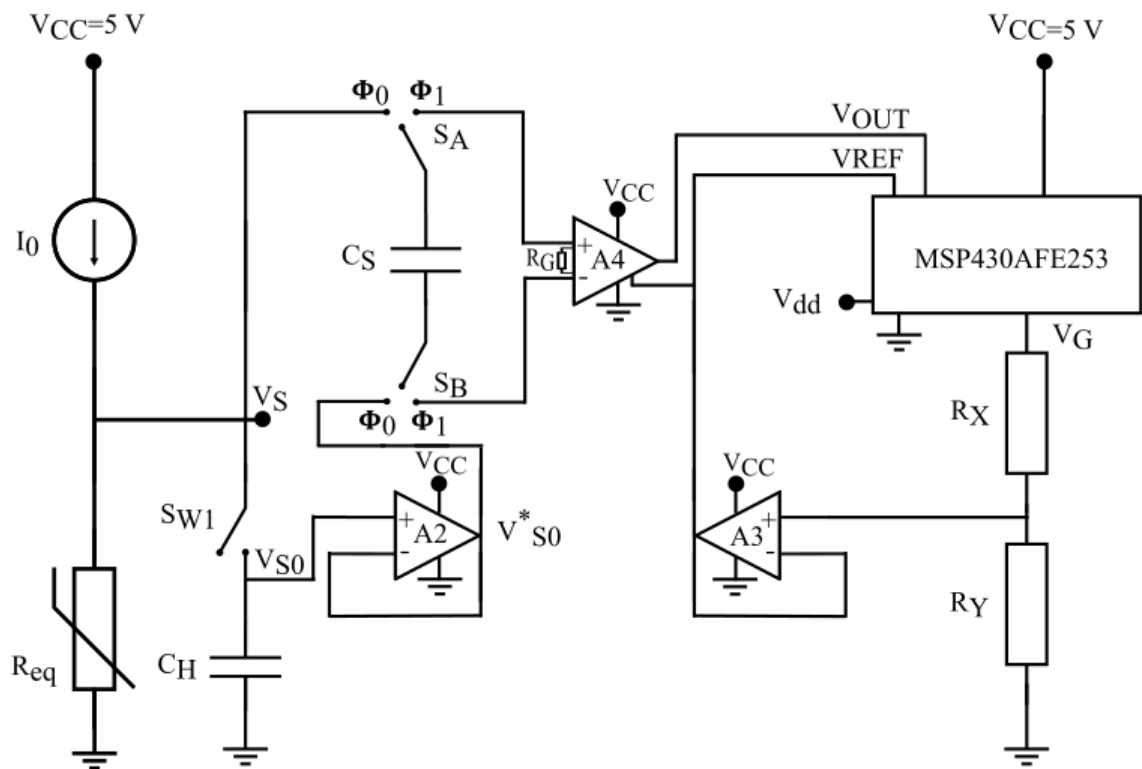 VCC=5 V
VCC=5 V
Φ0 Φ1
SA
VOUT
VREF
VCC
I0
CS
RG
+
A4
-
MSP430AFE253
Vdd
VG
VS
SB
Φ0 Φ1
RX
VCC
VCC
SW1
VS0
+
A2
-
V*S0
+
A3
-
RY
Req
CH